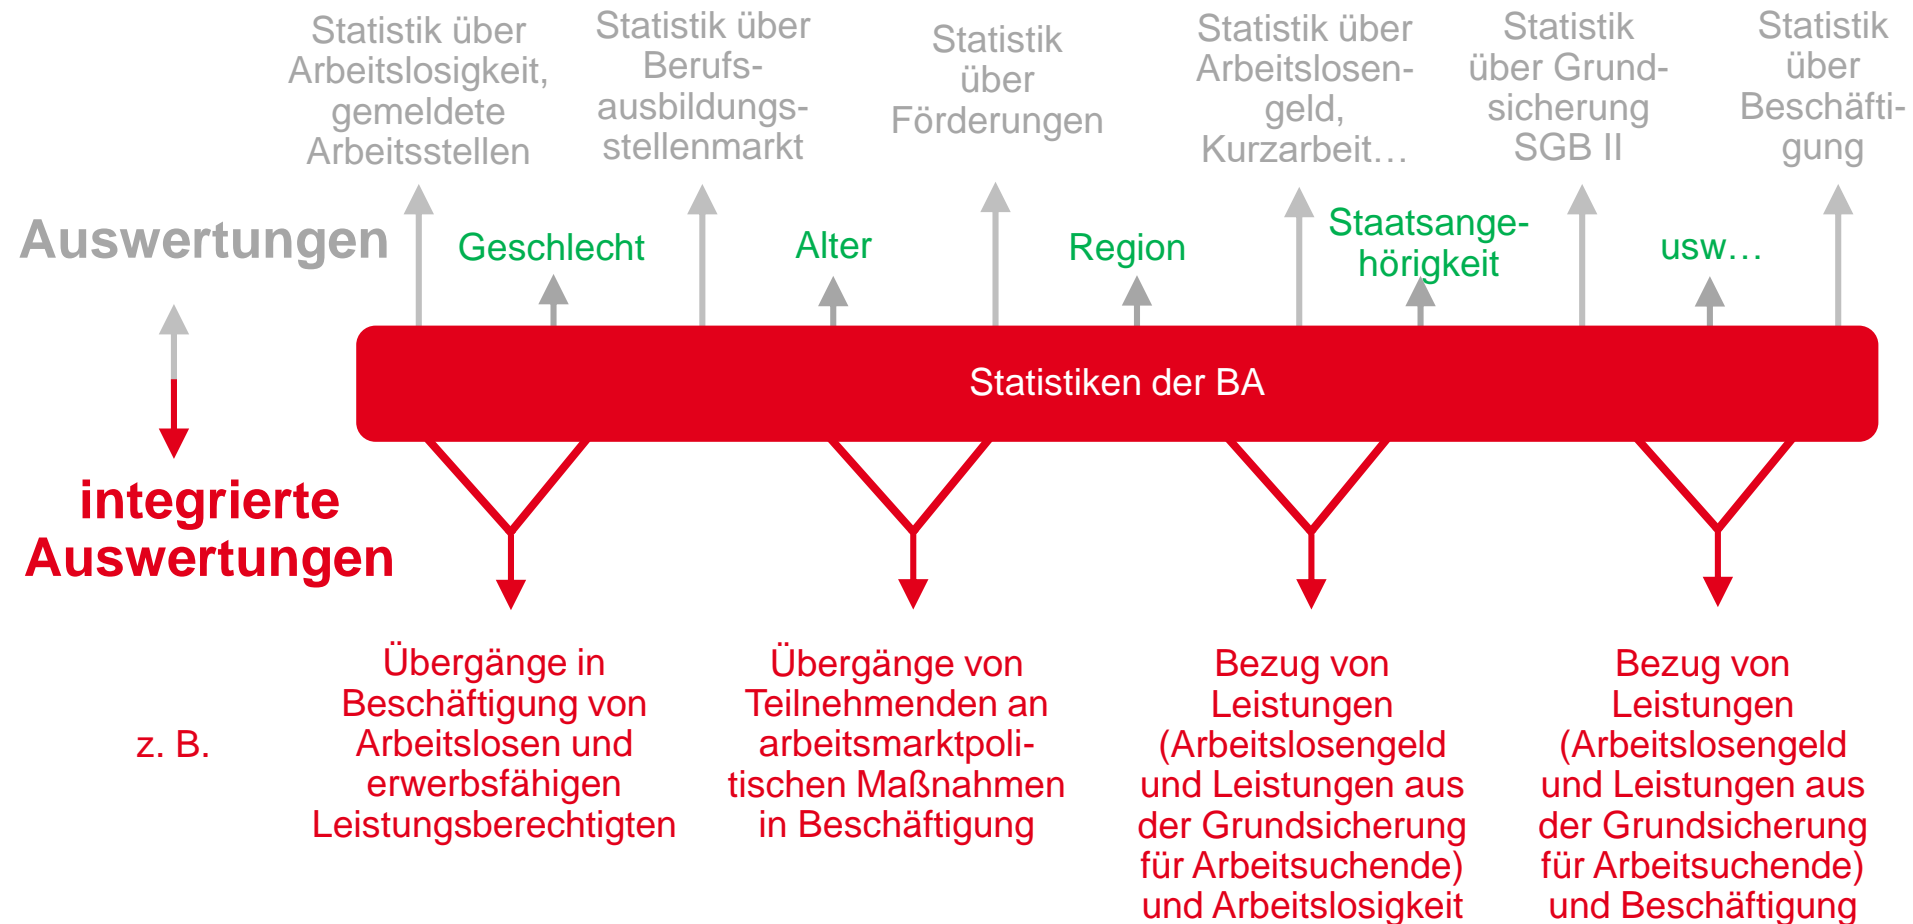 Statistik über
Arbeitslosigkeit,
gemeldete
Arbeitsstellen
Statistik über
Berufs-
ausbildungs-
stellenmarkt
Statistik
über
Förderungen
Statistik über
Arbeitslosen-
geld,
Kurzarbeit…
Statistik
über Grund-
sicherung
SGB II
Statistik
über
Beschäfti-
gung
Auswertungen
Geschlecht
Alter
Region
Staatsange-
hörigkeit
usw…
Statistiken der BA
integrierte
Auswertungen
z. B.
Übergänge in
Beschäftigung von
Arbeitslosen und
erwerbsfähigen
Leistungsberechtigten
Übergänge von
Teilnehmenden an
arbeitsmarktpoli-
tischen Maßnahmen
in Beschäftigung
Bezug von
Leistungen
(Arbeitslosengeld
und Leistungen aus
der Grundsicherung
für Arbeitsuchende)
und Arbeitslosigkeit
Bezug von
Leistungen
(Arbeitslosengeld
und Leistungen aus
der Grundsicherung
für Arbeitsuchende)
und Beschäftigung